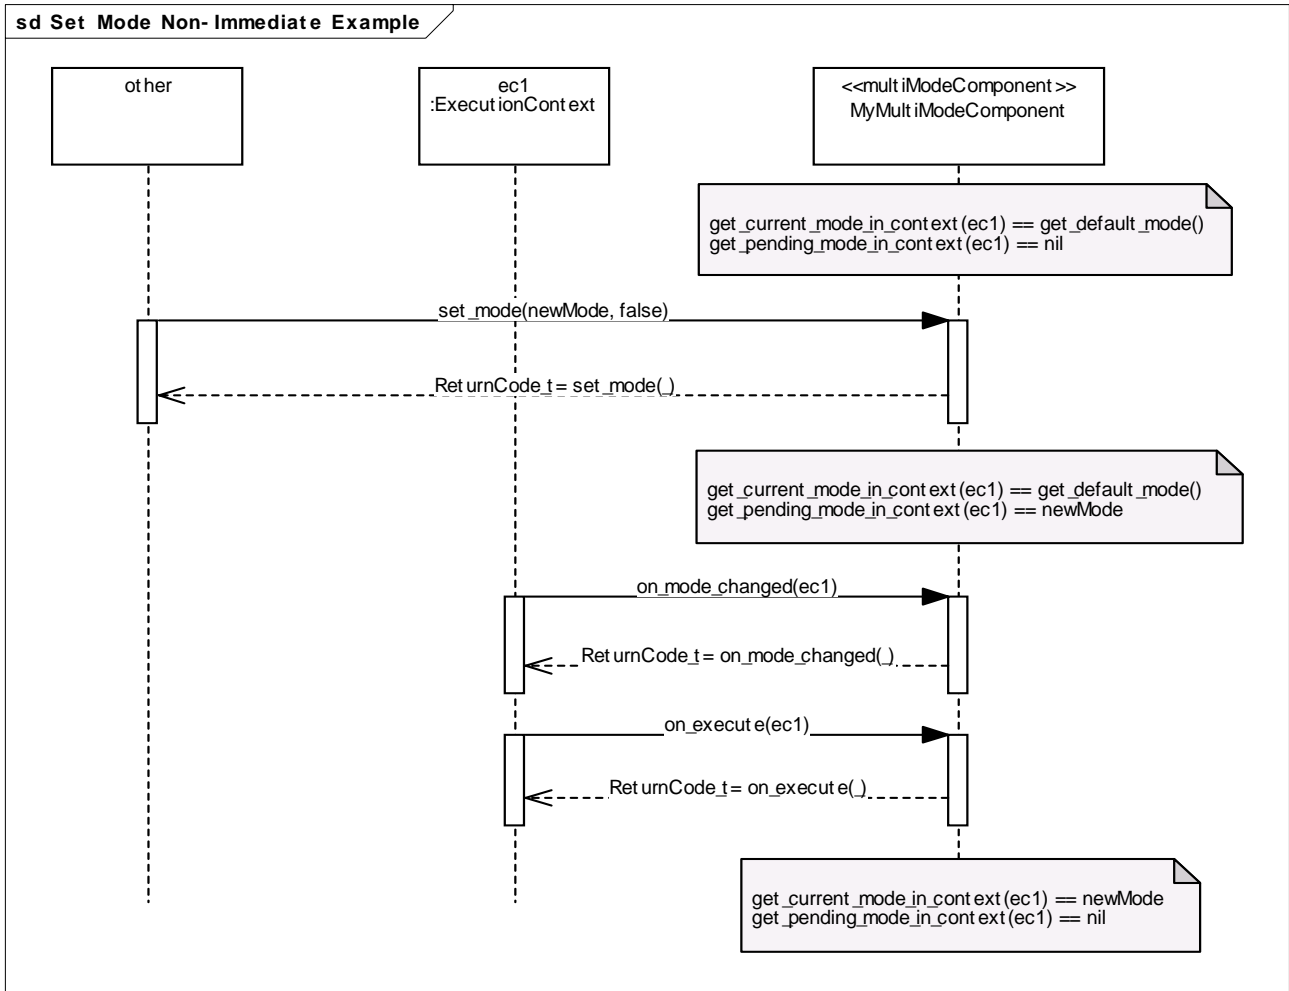 sd Set Mode Non-Immediate Example
other
ec1
:ExecutionContext
<<multiModeComponent>>
MyMultiModeComponent
get_current_mode_in_context(ec1) == get_default_mode()
get_pending_mode_in_context(ec1) == nil
set_mode(newMode, false)
ReturnCode_t= set_mode(_)
get_current_mode_in_context(ec1) == get_default_mode()
get_pending_mode_in_context(ec1) == newMode
on_mode_changed(ec1)
ReturnCode_t= on_mode_changed(_)
on_execute(ec1)
ReturnCode_t= on_execute(_)
get_current_mode_in_context(ec1) == newMode
get_pending_mode_in_context(ec1) == nil